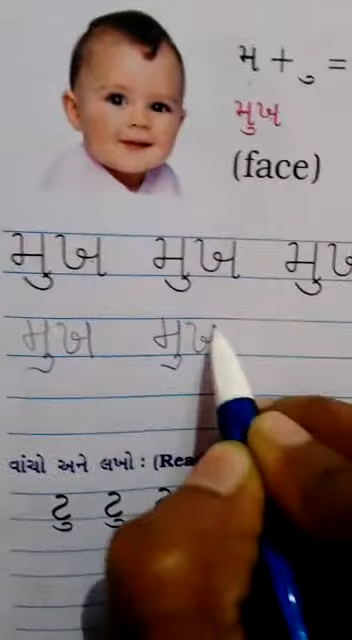 મ + ુ =
મુખ
(face)
મુખ મુખ મુખ
મુખ મુખ
વાંચો અને લખો : (Rea
ટુ ટુ